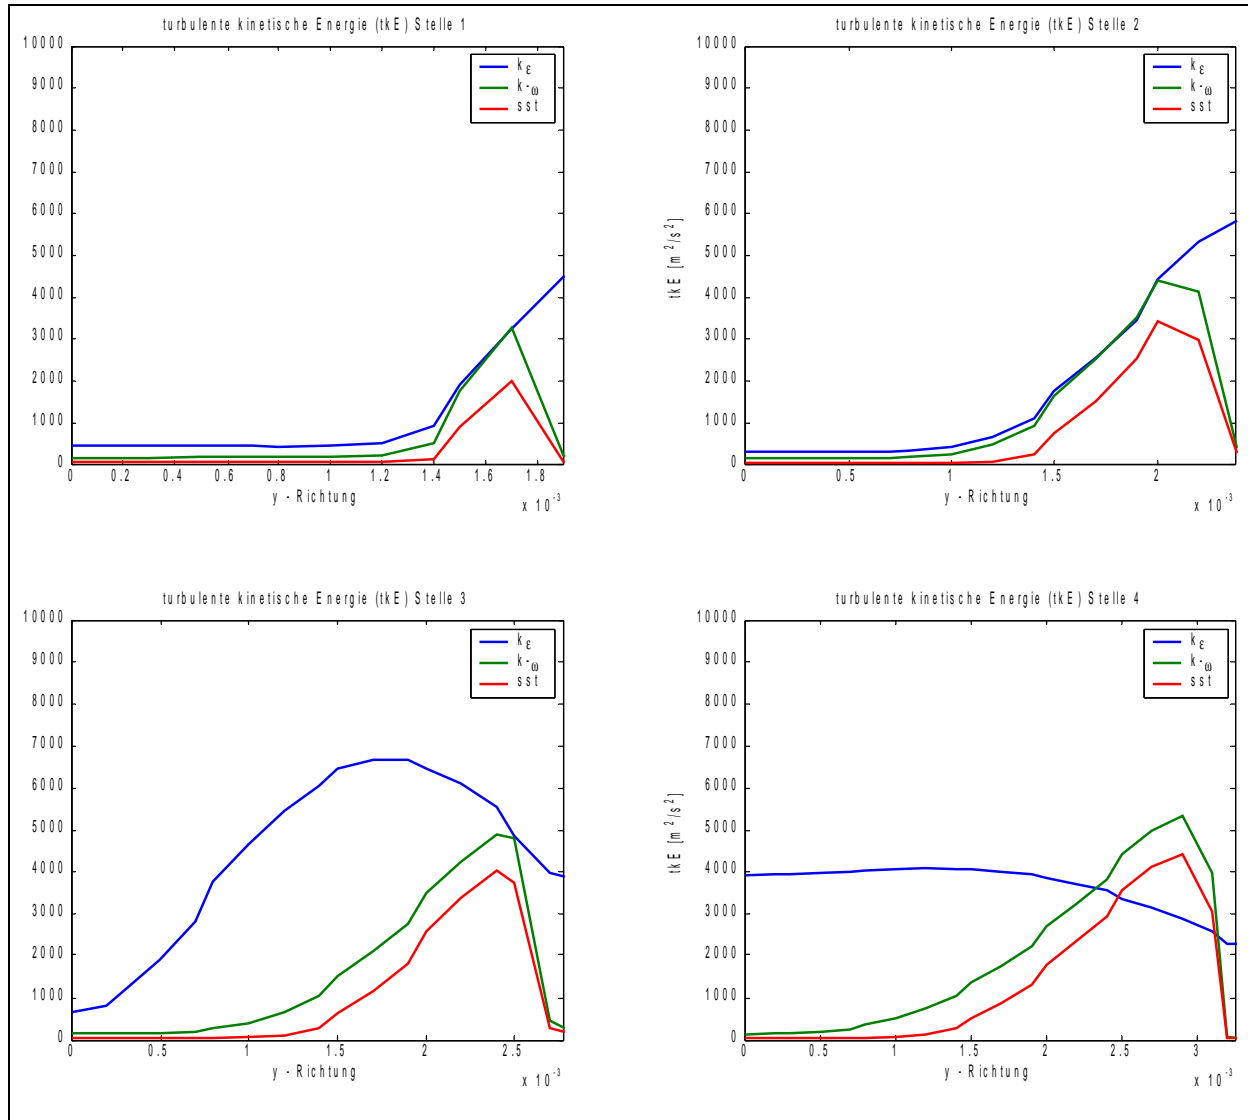 turbulente kinetische Energie (tkE) Stelle 1
10000
9000
8000
7000
6000
5000
4000
3000
2000
1000
0
k ε
k-ω
sst
0 0.2 0.4 0.6 0.8 1 1.2 1.4 1.6 1.8
y - Richtung
x 10⁻³
turbulente kinetische Energie (tkE) Stelle 2
10000
9000
8000
7000
6000
5000
4000
3000
2000
1000
0
tkE [m²/s²]
k ε
k-ω
sst
0 0.5 1 1.5 2
y - Richtung
x 10⁻³
turbulente kinetische Energie (tkE) Stelle 3
10000
9000
8000
7000
6000
5000
4000
3000
2000
1000
0
k ε
k-ω
sst
0 0.5 1 1.5 2 2.5
y - Richtung
x 10⁻³
turbulente kinetische Energie (tkE) Stelle 4
10000
9000
8000
7000
6000
5000
4000
3000
2000
1000
0
tkE [m²/s²]
k ε
k-ω
sst
0 0.5 1 1.5 2 2.5 3
y - Richtung
x 10⁻³